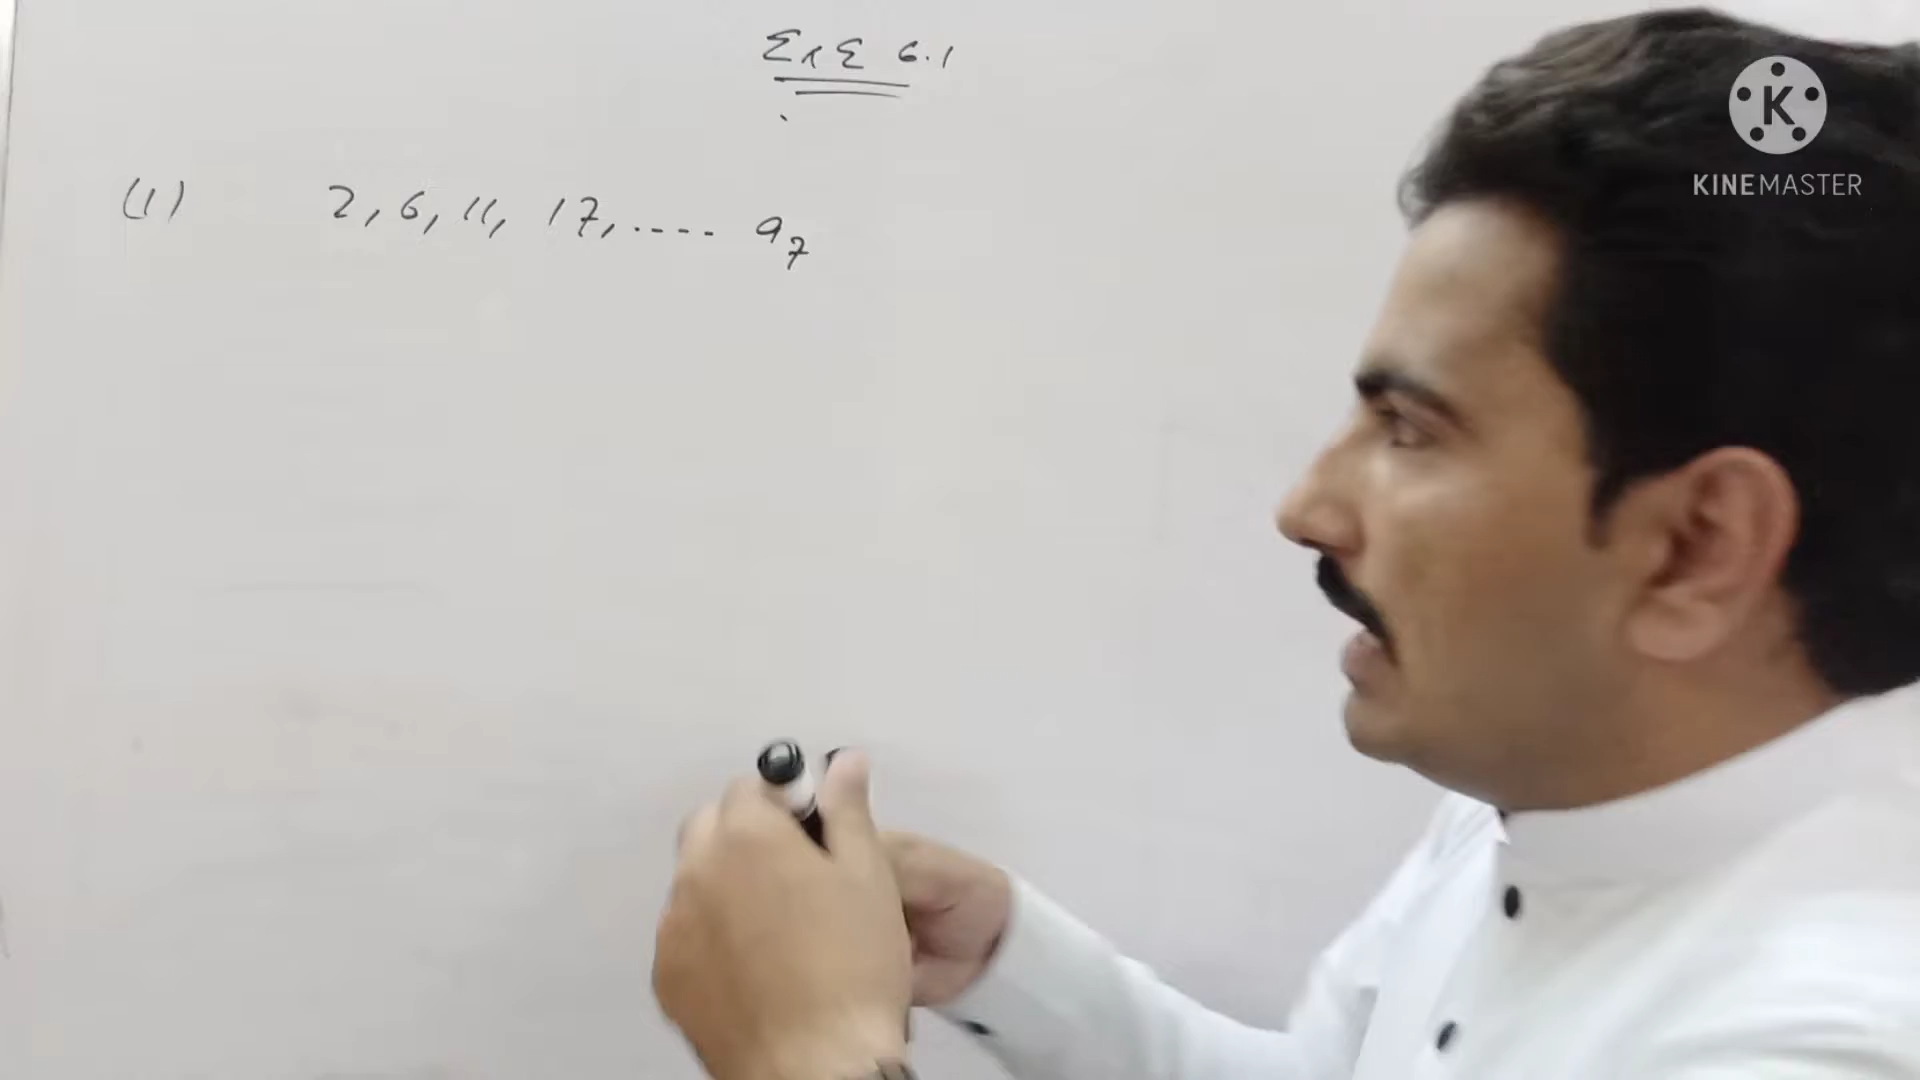 Exe 6.1
K
KINEMASTER
(1) 2, 6, 11, 17, .... a₇